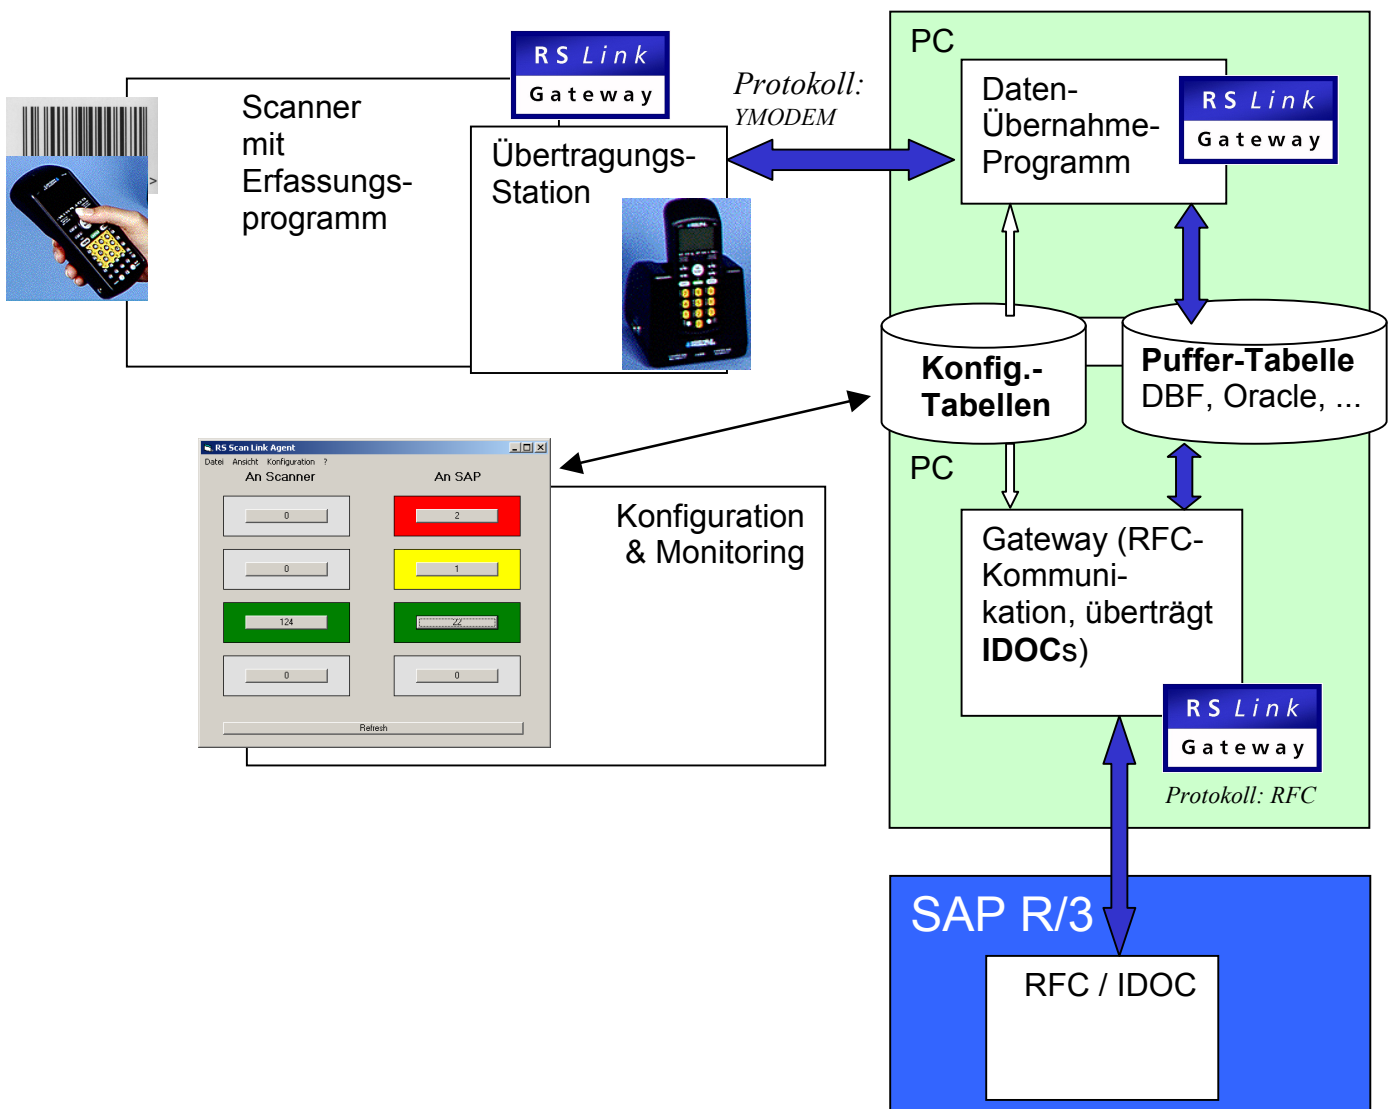 RS Link
Gateway
Scanner
mit
Erfassungs-
programm
>
Übertragungs-
Station
Protokoll:
YMODEM
PC
Daten-
Übernahme-
Programm
RS Link
Gateway
Konfig.-
Tabellen
Puffer-Tabelle
DBF, Oracle, ...
RS Scan Link Agent
Datei Ansicht Konfiguration ?
An Scanner An SAP
0 2
0 1
124 22
0 0
Refresh
Konfiguration
& Monitoring
PC
Gateway (RFC-
Kommuni-
kation, überträgt
IDOCs)
RS Link
Gateway
Protokoll: RFC
SAP R/3
RFC / IDOC